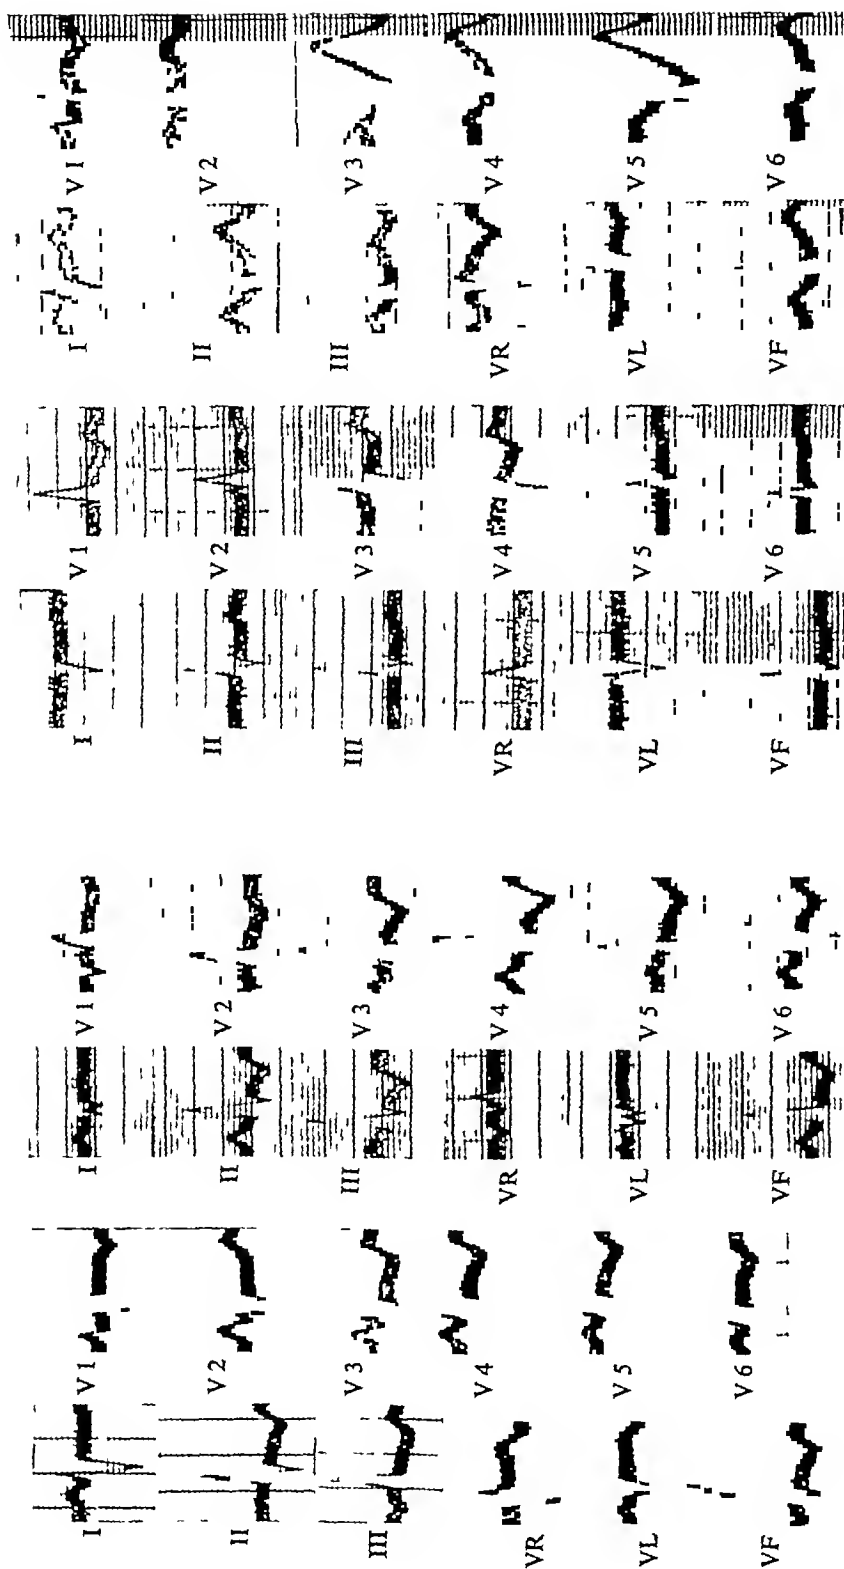 I V1 I V1 I V1 I V1
II V2 II V2 II V2 II V2
III V3 III V3 III V3 III V3
VR V4 VR V4 VR V4 VR V4
VL V5 VL V5 VL V5 VL V5
VF V6 VF V6 VF V6 VF V6